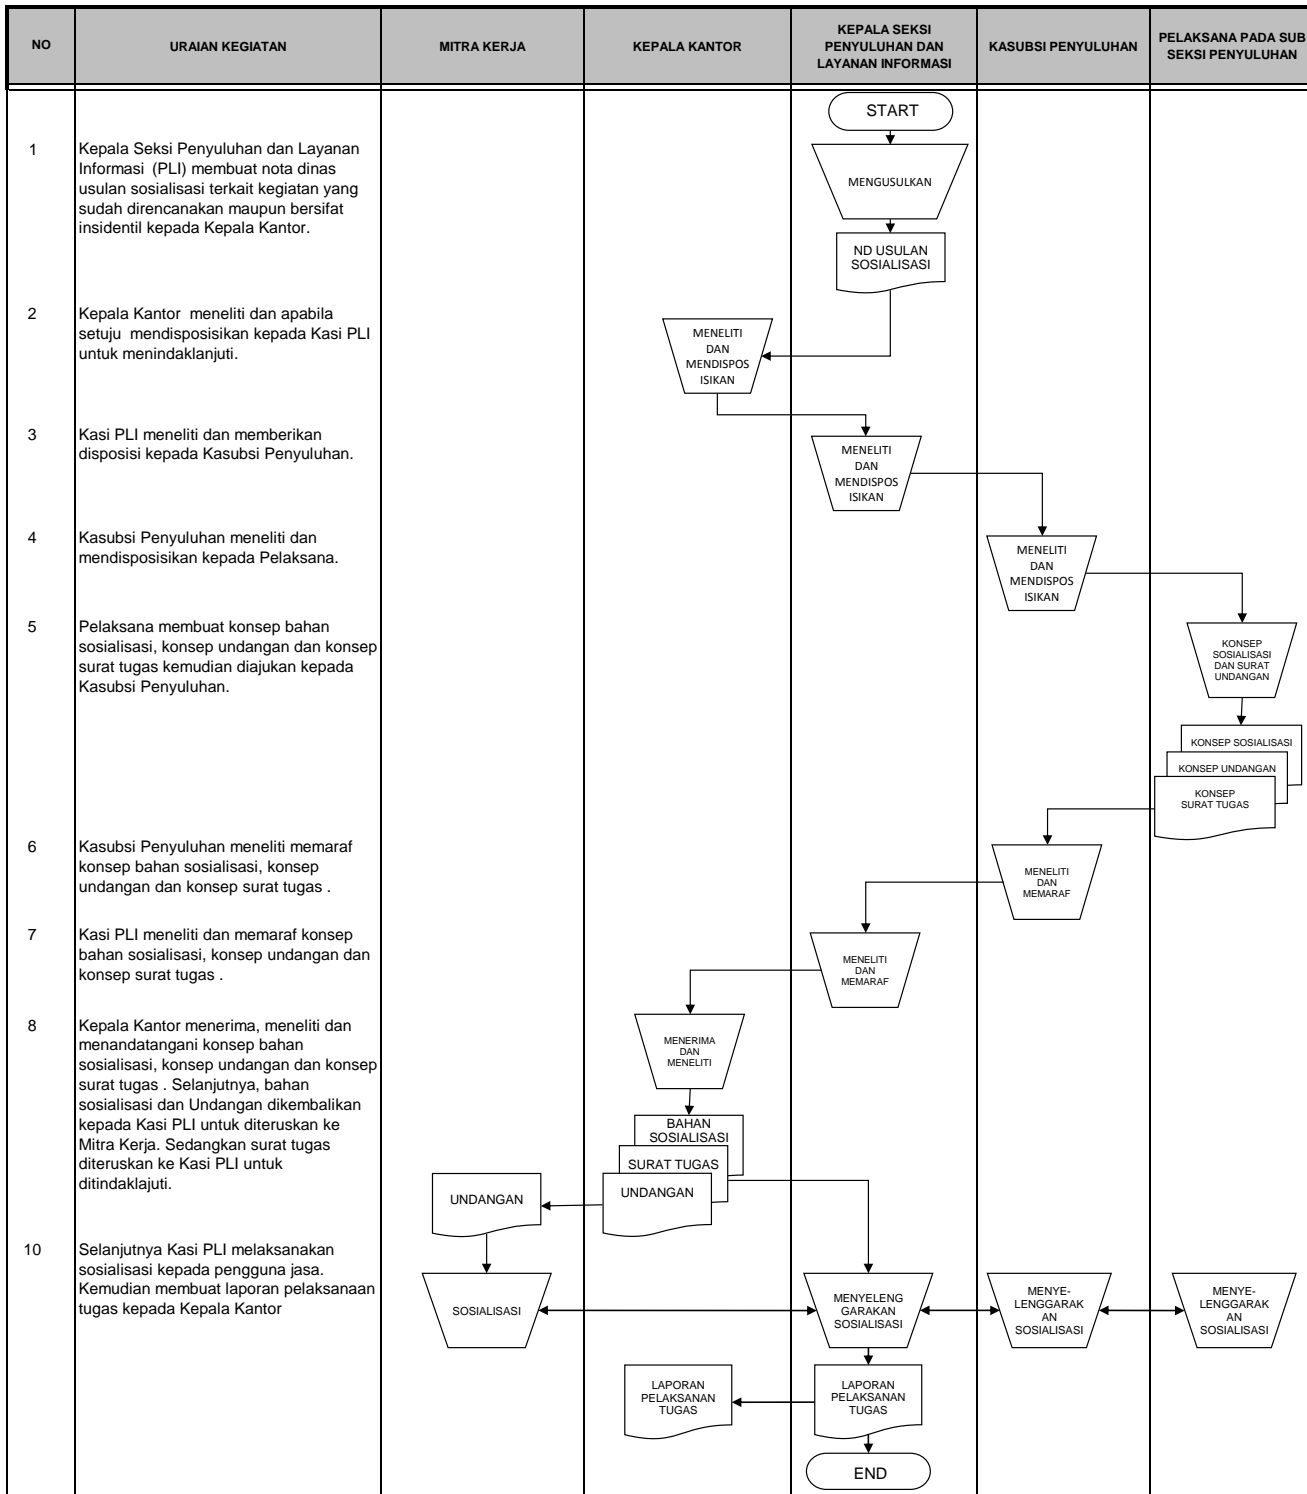 NO
URAIAN KEGIATAN
MITRA KERJA
KEPALA KANTOR
KEPALA SEKSI
PENYULUHAN DAN
LAYANAN INFORMASI
KASUBSI PENYULUHAN
PELAKSANA PADA SUB
SEKSI PENYULUHAN
START
1
Kepala Seksi Penyuluhan dan Layanan
Informasi (PLI) membuat nota dinas
usulan sosialisasi terkait kegiatan yang
sudah direncanakan maupun bersifat
insidentil kepada Kepala Kantor.
MENGUSULKAN
ND USULAN
SOSIALISASI
2
Kepala Kantor meneliti dan apabila
setuju mendisposisikan kepada Kasi PLI
untuk menindaklanjuti.
MENELITI
DAN
MENDISPOS
ISIKAN
3
Kasi PLI meneliti dan memberikan
disposisi kepada Kasubsi Penyuluhan.
MENELITI
DAN
MENDISPOS
ISIKAN
4
Kasubsi Penyuluhan meneliti dan
mendisposisikan kepada Pelaksana.
MENELITI
DAN
MENDISPOS
ISIKAN
5
Pelaksana membuat konsep bahan
sosialisasi, konsep undangan dan konsep
surat tugas kemudian diajukan kepada
Kasubsi Penyuluhan.
KONSEP
SOSIALISASI
DAN SURAT
UNDANGAN
KONSEP SOSIALISASI
KONSEP UNDANGAN
KONSEP
SURAT TUGAS
6
Kasubsi Penyuluhan meneliti memaraf
konsep bahan sosialisasi, konsep
undangan dan konsep surat tugas .
MENELITI
DAN
MEMARAF
7
Kasi PLI meneliti dan memaraf konsep
bahan sosialisasi, konsep undangan dan
konsep surat tugas .
MENELITI
DAN
MEMARAF
8
Kepala Kantor menerima, meneliti dan
menandatangani konsep bahan
sosialisasi, konsep undangan dan konsep
surat tugas . Selanjutnya, bahan
sosialisasi dan Undangan dikembalikan
kepada Kasi PLI untuk diteruskan ke
Mitra Kerja. Sedangkan surat tugas
diteruskan ke Kasi PLI untuk
ditindaklajuti.
MENERIMA
DAN
MENELITI
BAHAN
SOSIALISASI
SURAT TUGAS
UNDANGAN
UNDANGAN
10
Selanjutnya Kasi PLI melaksanakan
sosialisasi kepada pengguna jasa.
Kemudian membuat laporan pelaksanaan
tugas kepada Kepala Kantor
SOSIALISASI
MENYELENG
GARAKAN
SOSIALISASI
MENYE-
LENGGARAK
AN
SOSIALISASI
MENYE-
LENGGARAK
AN
SOSIALISASI
LAPORAN
PELAKSANAN
TUGAS
LAPORAN
PELAKSANAN
TUGAS
END